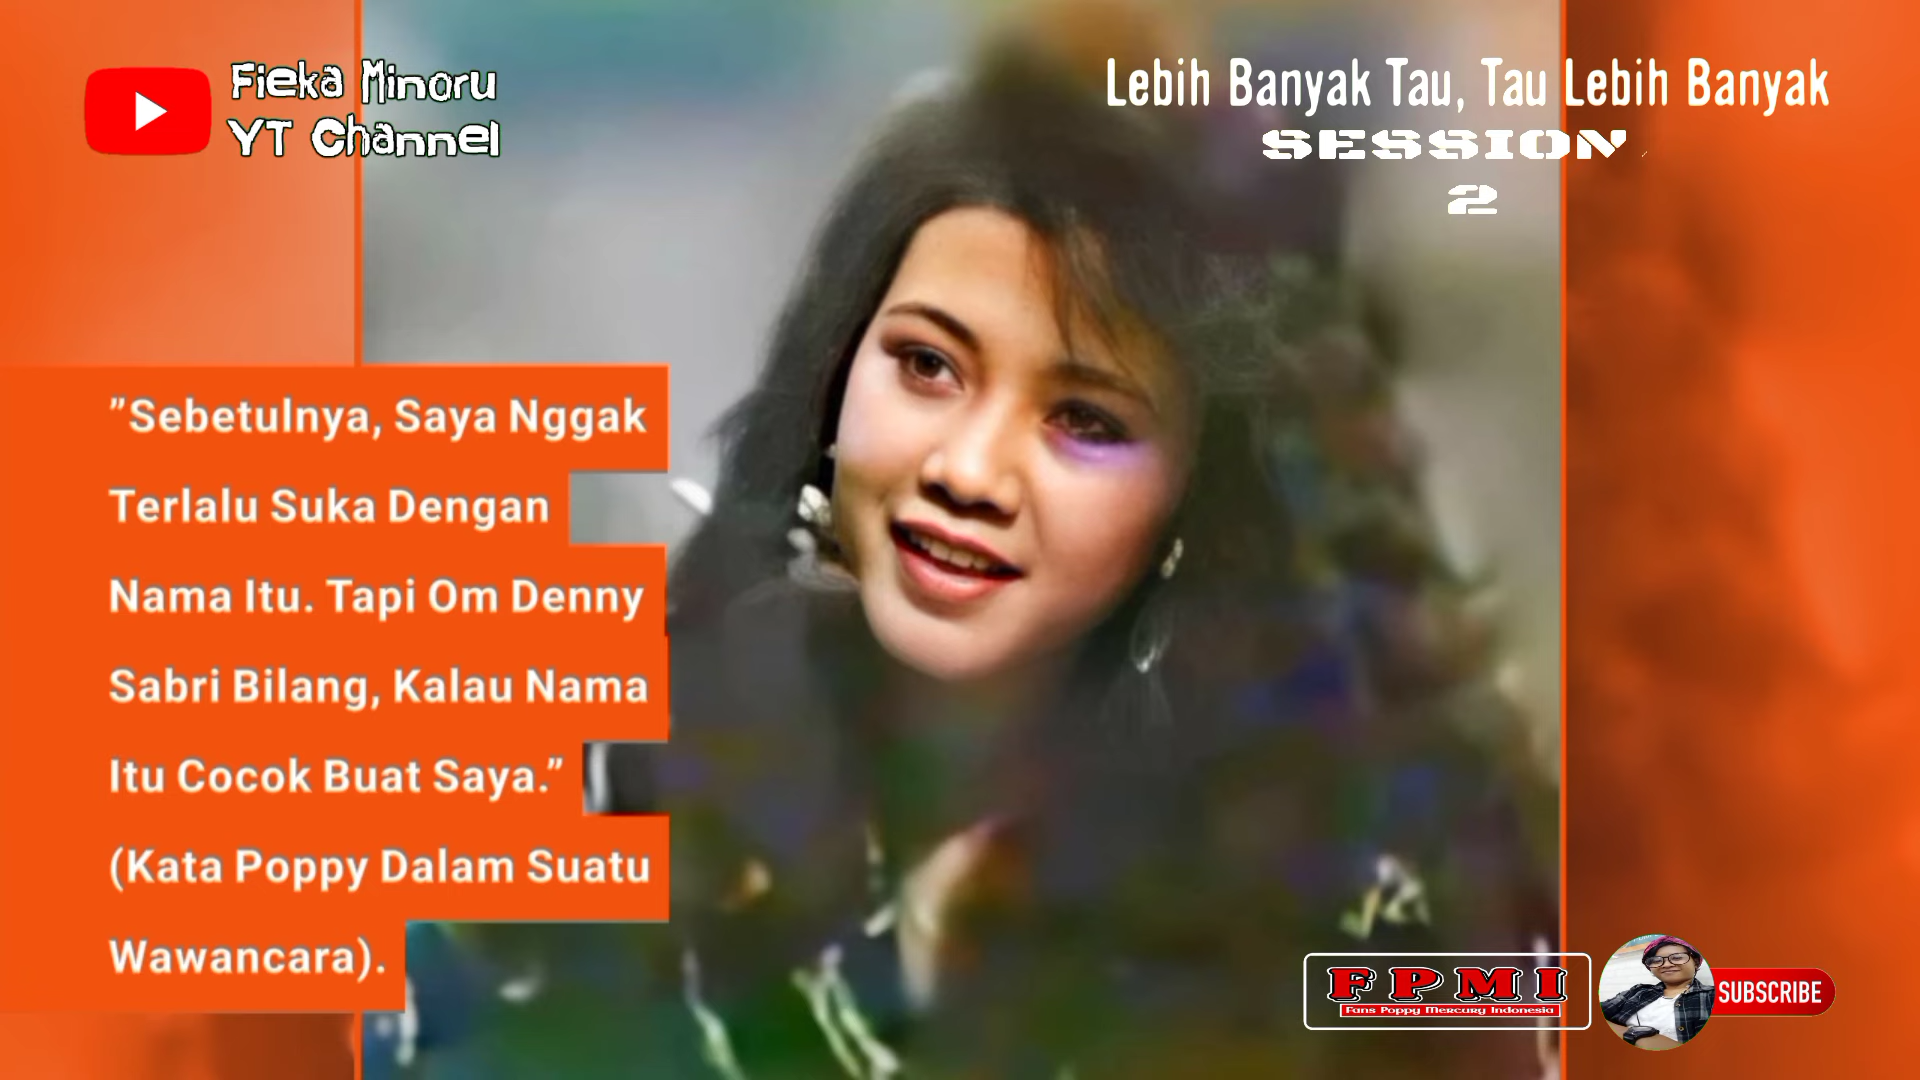 Fieka Minoru
YT Channel
Lebih Banyak Tau, Tau Lebih Banyak
SESSION
2
”Sebetulnya, Saya Nggak
Terlalu Suka Dengan
Nama Itu. Tapi Om Denny
Sabri Bilang, Kalau Nama
Itu Cocok Buat Saya.”
(Kata Poppy Dalam Suatu
Wawancara).
FPMI
Fans Poppy Mercury Indonesia
SUBSCRIBE